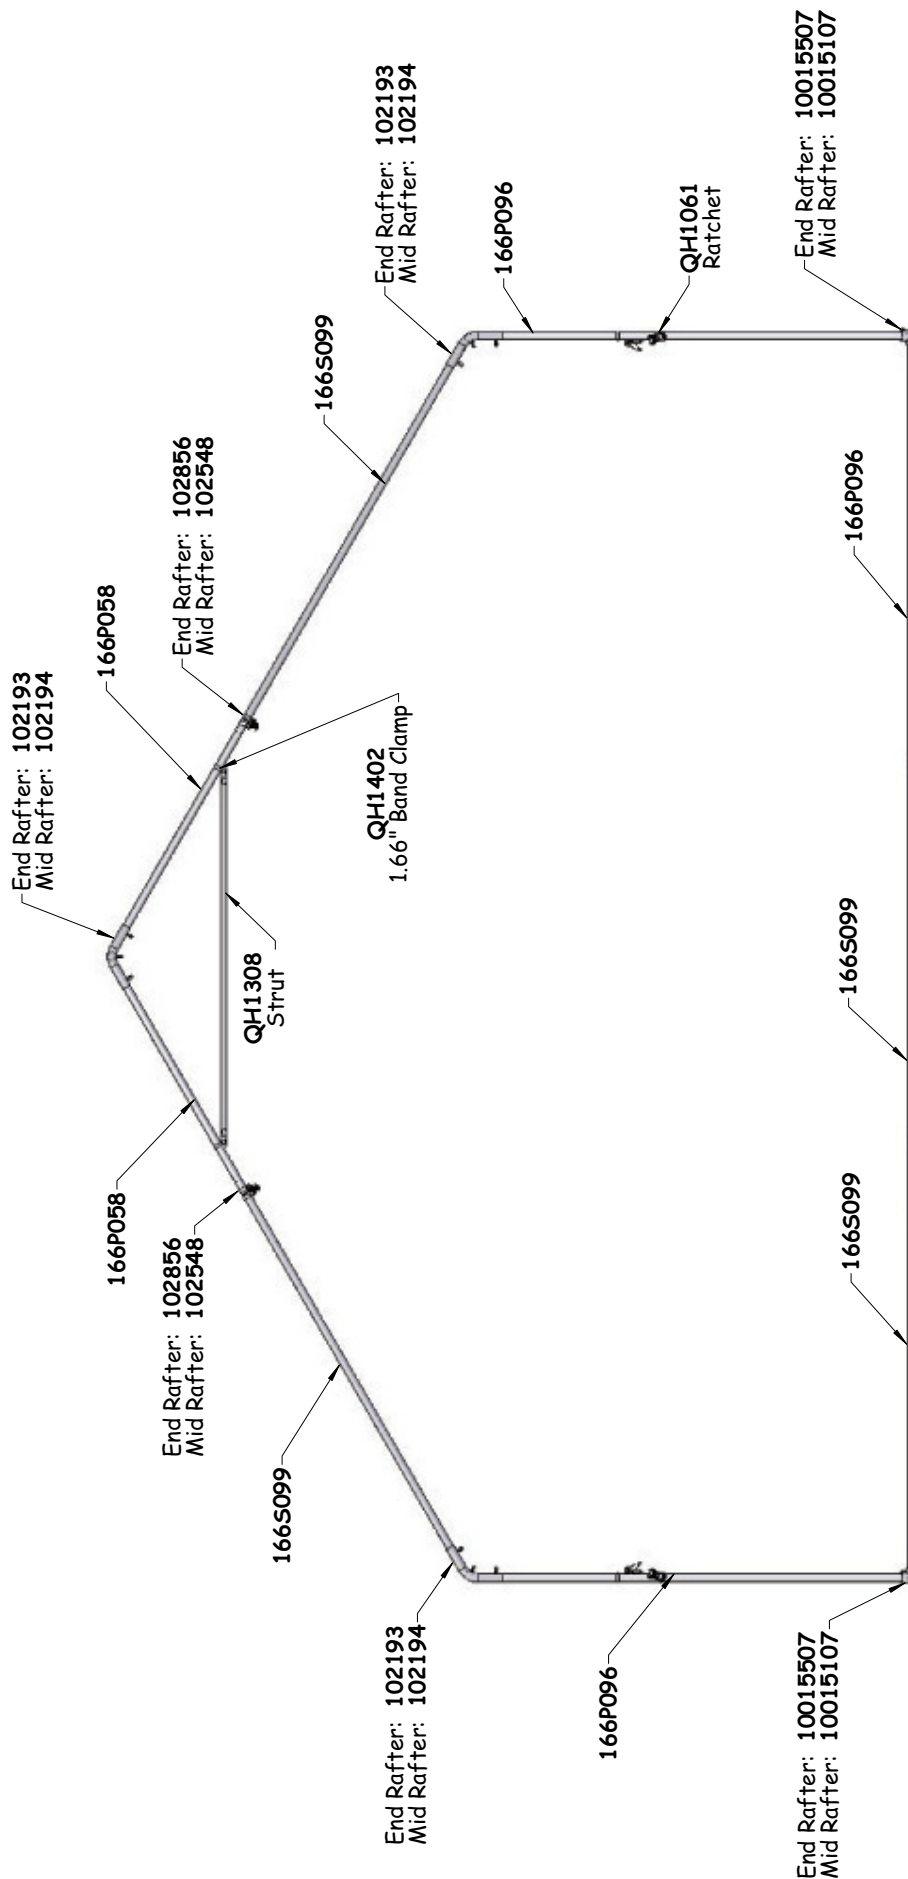 End Rafter: 102193
Mid Rafter: 102194
166P058
End Rafter: 102856
Mid Rafter: 102548
166S099
End Rafter: 102193
Mid Rafter: 102194
166P096
QH1061
Ratchet
End Rafter: 10015507
Mid Rafter: 10015107
166P058
End Rafter: 102856
Mid Rafter: 102548
QH1308
Strut
QH1402
1.66" Band Clamp
166S099
End Rafter: 102193
Mid Rafter: 102194
166P096
End Rafter: 10015507
Mid Rafter: 10015107
166S099
166S099
166P096